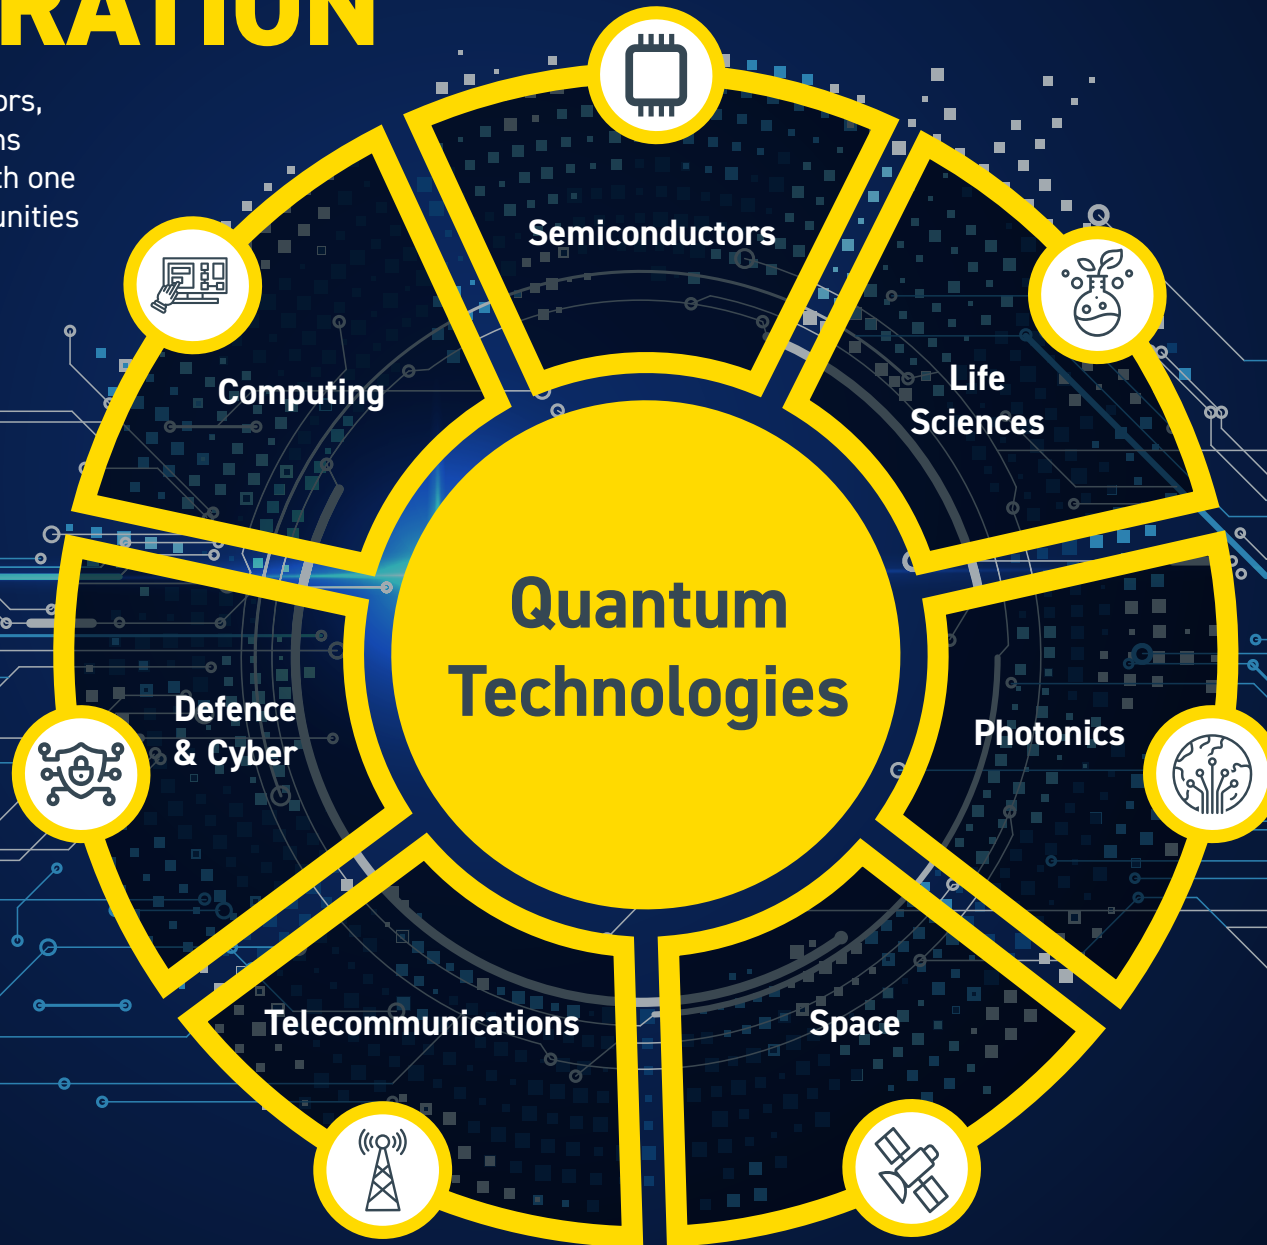 RATION
ors,
ns
th one
unities
Semiconductors
Computing
Life
Sciences
Quantum
Technologies
Defence
& Cyber
Photonics
Telecommunications
Space